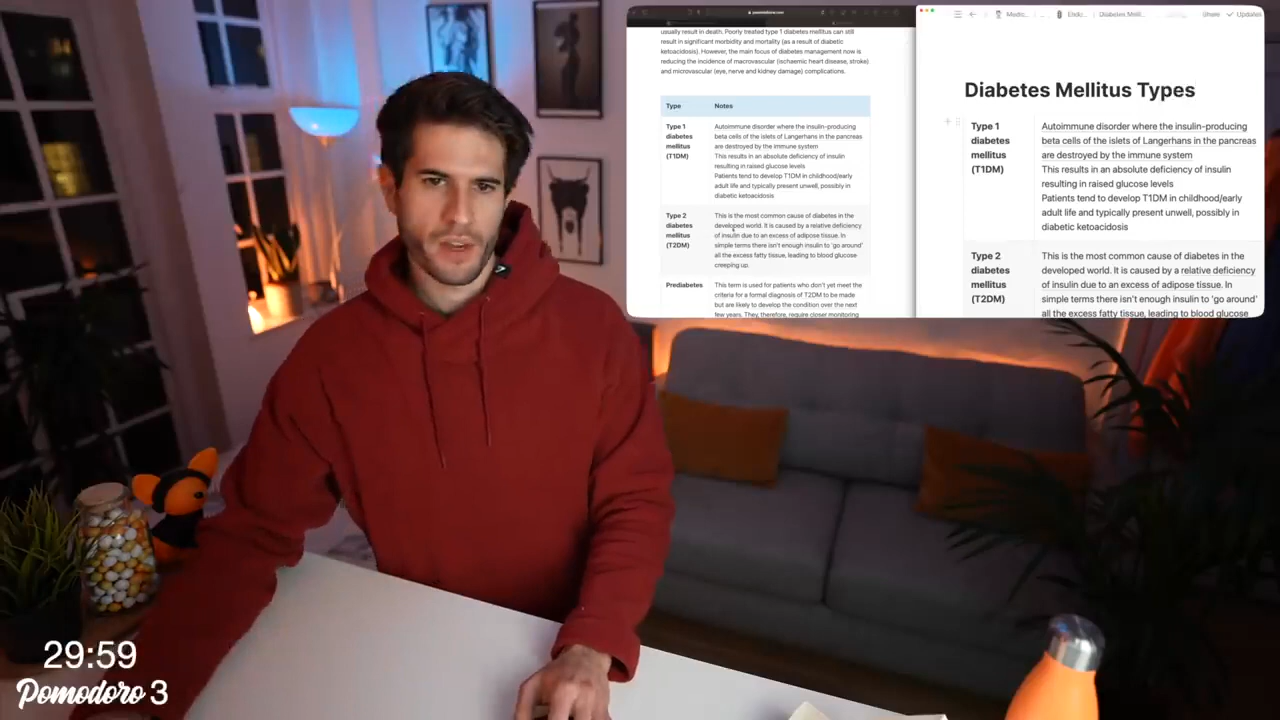 usually result in death. Poorly treated type 1 diabetes mellitus can still
result in significant morbidity and mortality (as a result of diabetic
ketoacidosis). However, the main focus of diabetes management now is
reducing the incidence of macrovascular (ischaemic heart disease, stroke)
and microvascular (eye, nerve and kidney damage) complications.
Type Notes
Type 1
diabetes
mellitus
(T1DM)
Autoimmune disorder where the insulin-producing
beta cells of the islets of Langerhans of the pancreas
are destroyed by the immune system
This results in an absolute deficiency of insulin
resulting in raised glucose levels
Patients tend to develop T1DM in childhood/early
adult life and typically present unwell, possibly in
diabetic ketoacidosis
Type 2
diabetes
mellitus
(T2DM)
This is the most common cause of diabetes in the
developed world. It is caused by a relative deficiency
of insulin due to an excess of adipose tissue. In
simple terms there isn't enough insulin to 'go around'
all the excess fatty tissue, leading to blood glucose
creeping up.
Prediabetes
This term is used for patients who don't yet meet the
criteria for a formal diagnosis of T2DM to be made
but are likely to develop the condition over the next
few years. They, therefore, require closer monitoring
Endo...
Diabetes Melli...
Share
Updates
Diabetes Mellitus Types
Type 1
diabetes
mellitus
(T1DM)
Autoimmune disorder where the insulin-producing
beta cells of the islets of Langerhans in the pancreas
are destroyed by the immune system
This results in an absolute deficiency of insulin
resulting in raised glucose levels
Patients tend to develop T1DM in childhood/early
adult life and typically present unwell, possibly in
diabetic ketoacidosis
Type 2
diabetes
mellitus
(T2DM)
This is the most common cause of diabetes in the
developed world. It is caused by a relative deficiency
of insulin due to an excess of adipose tissue. In
simple terms there isn't enough insulin to 'go around'
all the excess fatty tissue, leading to blood glucose
29:59
Pomodoro 3